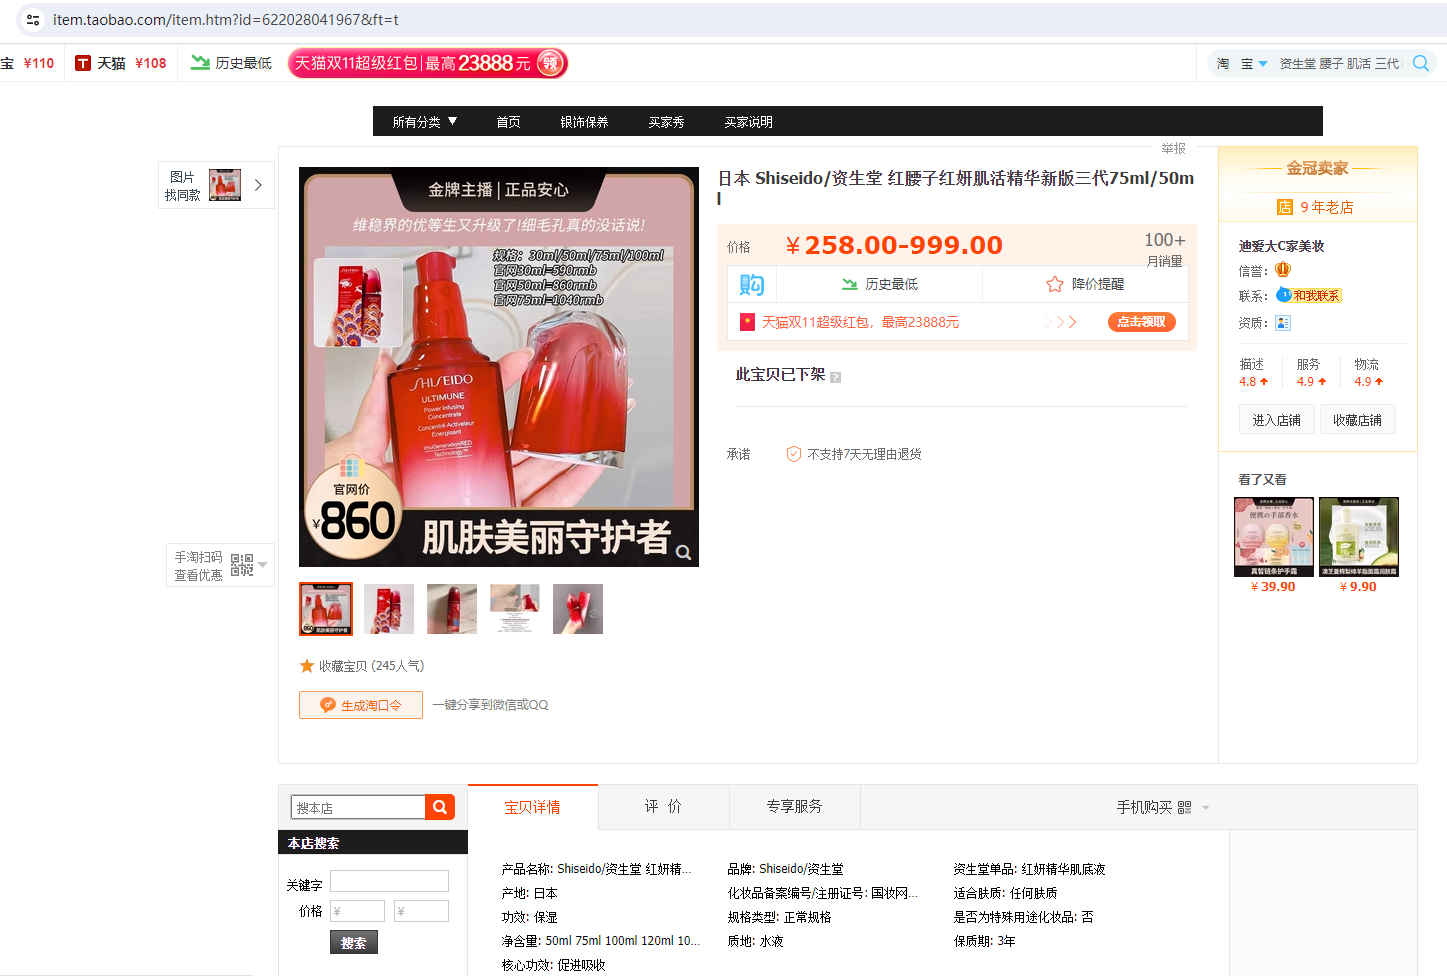 item.taobao.com/item.htm?id=622028041967&ft=t
宝 ¥110 天猫 ¥108 历史最低 天猫双11超级红包 最高23888元 领
淘 宝 资生堂 腰子 肌活 三代
所有分类 ▼ 首页 银饰保养 买家秀 买家说明
举报
图片
找同款
金牌主播 | 正品安心
维稳界的优等生又升级了!细毛孔真的没话说!
规格：30ml/50ml/75ml/100ml
官网30ml=590rmb
官网50ml=860rmb
官网75ml=1040rmb
SHISEIDO
ULTIMUNE
Power Infusing
Concentrate
Concentré Activateur
Energisant
ImuGenerationRED
Technology™
官网价
¥860
肌肤美丽守护者
日本 Shiseido/资生堂 红腰子红妍肌活精华新版三代75ml/50m
l
价格 ¥258.00-999.00
100+
月销量
购 历史最低 降价提醒
天猫双11超级红包，最高23888元 点击领取
此宝贝已下架 ?
承诺 不支持7天无理由退货
手淘扫码
查看优惠
收藏宝贝 (245人气)
生成淘口令 一键分享到微信或QQ
金冠卖家
店 9 年老店
迪爱大C家美妆
信誉：
联系： 和我联系
资质：
描述 服务 物流
4.8 4.9 4.9
进入店铺 收藏店铺
看了又看
¥ 39.90 ¥ 9.90
搜本店
宝贝详情 评 价 专享服务 手机购买
本店搜索
关键字
价格 ¥ ¥
搜索
产品名称: Shiseido/资生堂 红妍精... 品牌: Shiseido/资生堂 资生堂单品: 红妍精华肌底液
产地: 日本 化妆品备案编号/注册证号: 国妆网... 适合肤质: 任何肤质
功效: 保湿 规格类型: 正常规格 是否为特殊用途化妆品: 否
净含量: 50ml 75ml 100ml 120ml 10... 质地: 水液 保质期: 3年
核心功效: 促进吸收